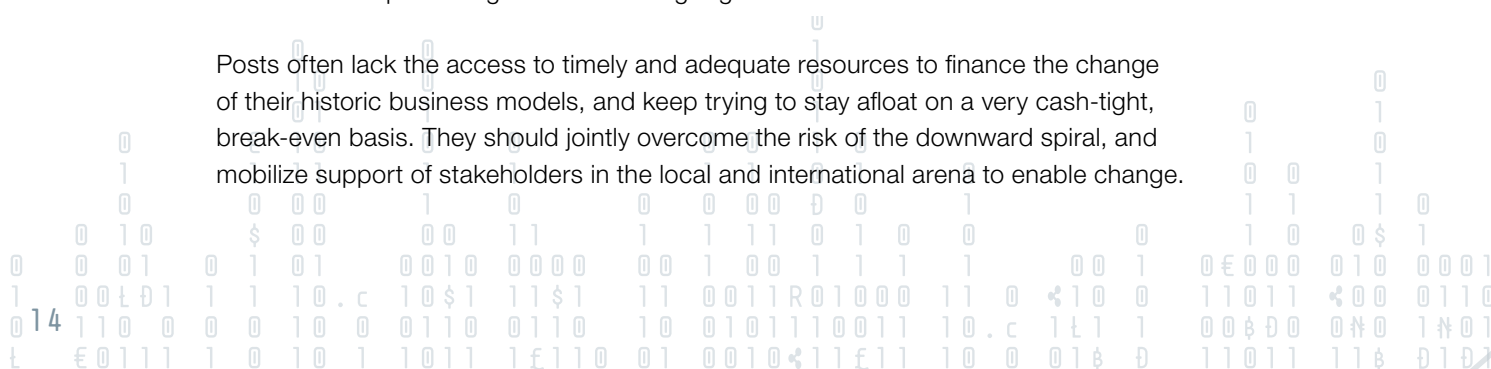 Posts often lack the access to timely and adequate resources to finance the change
of their historic business models, and keep trying to stay afloat on a very cash-tight,
break-even basis. They should jointly overcome the risk of the downward spiral, and
mobilize support of stakeholders in the local and international arena to enable change.
14